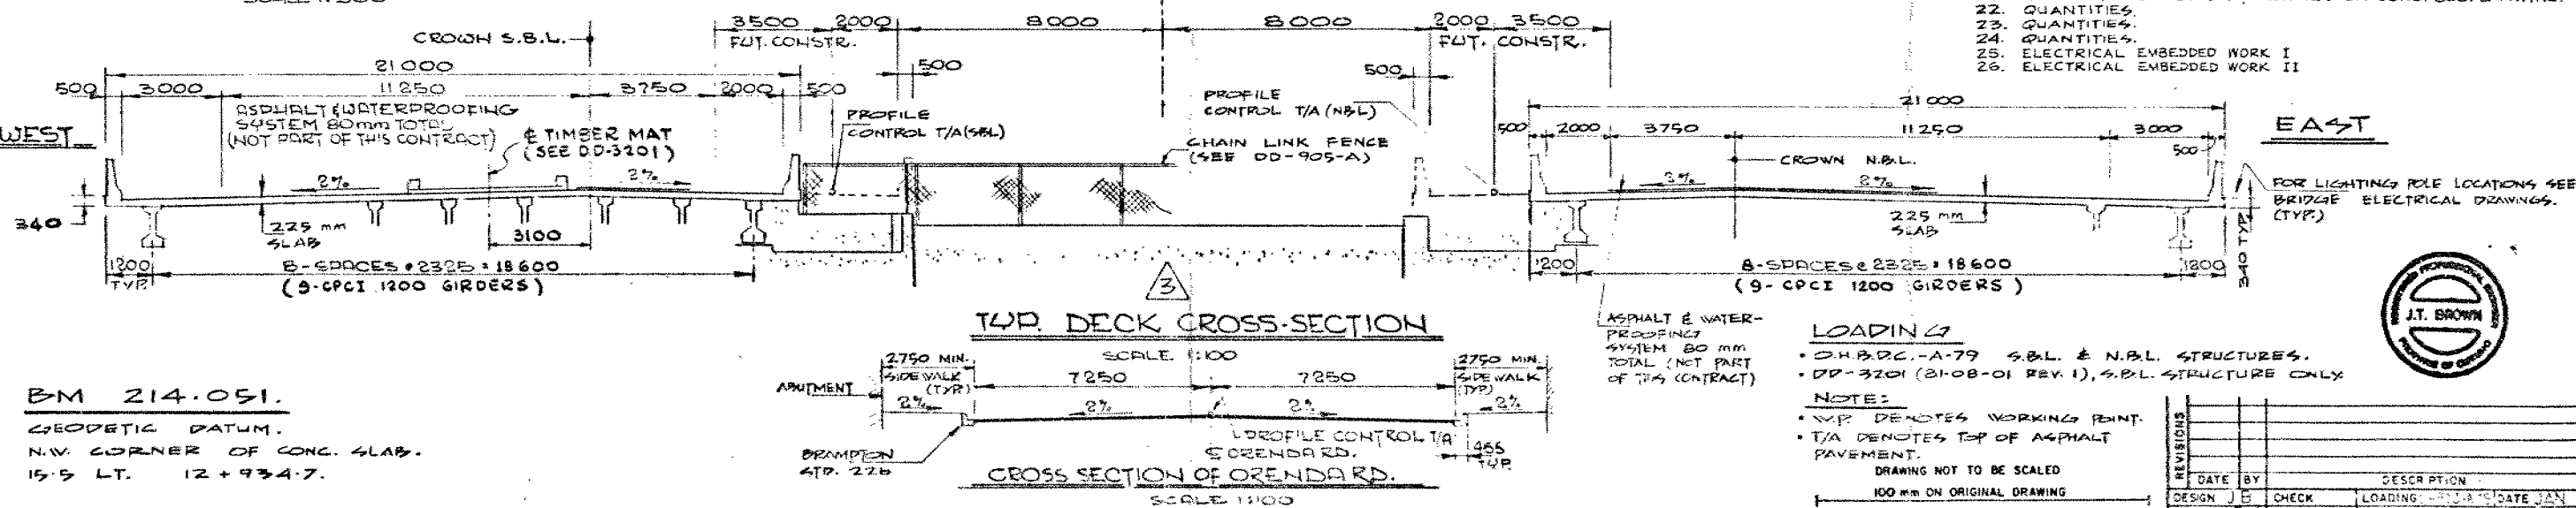 3500 2000 8000 8000 2000 3500
FUT. CONSTR. FUT. CONSTR.
CROWN S.B.L.
21000
500 3000 11250 3750 2000 500
500 500
ASPHALT & WATERPROOFING
SYSTEM 80mm TOTAL
(NOT PART OF THIS CONTRACT)
℄ TIMBER MAT
(SEE DD-3201)
PROFILE
CONTROL T/A (SBL)
PROFILE
CONTROL T/A (NBL)
CHAIN LINK FENCE
(SEE DD-905-A)
WEST
2% 2%
340
225 mm
SLAB
3100
1200
TYP.
8-SPACES @ 2325 = 18600
(9-CPCI 1200 GIRDERS)
22. QUANTITIES.
23. QUANTITIES.
24. QUANTITIES.
25. ELECTRICAL EMBEDDED WORK I
26. ELECTRICAL EMBEDDED WORK II
21000
500 2000 3750 11250 3000
500
EAST
CROWN N.B.L.
2% 2%
225 mm
SLAB
FOR LIGHTING POLE LOCATIONS SEE
BRIDGE ELECTRICAL DRAWINGS.
(TYP.)
1200 1200
340 TYP
8-SPACES @ 2325 = 18600
(9-CPCI 1200 GIRDERS)
3
TYP. DECK CROSS-SECTION
SCALE 1:100
ASPHALT & WATER-
PROOFING
SYSTEM 80 mm
TOTAL (NOT PART
OF THIS CONTRACT)
J.T. BROWN
2750 MIN. 2750 MIN.
SIDEWALK 7250 7250 SIDEWALK
(TYP.) (TYP.)
ABUTMENT
2% 2% 2% 2%
PROFILE CONTROL T/A
℄ ORENDA RD.
455
TYP.
BRAMPTON
STD. 228
CROSS SECTION OF ORENDA RD.
SCALE 1:100
BM 214.051.
GEODETIC DATUM.
N.W. CORNER OF CONC. SLAB.
15.5 LT. 12+934.7.
LOADING
• O.H.B.D.C.-A-79 S.B.L. & N.B.L. STRUCTURES.
• DD-3201 (81-08-01 REV. 1), S.B.L. STRUCTURE ONLY
NOTE:
• W.P. DENOTES WORKING POINT.
• T/A DENOTES TOP OF ASPHALT
PAVEMENT.
DRAWING NOT TO BE SCALED
100 mm ON ORIGINAL DRAWING
REVISIONS
DATE BY DESCRIPTION
DESIGN JB CHECK LOADING DATE JAN